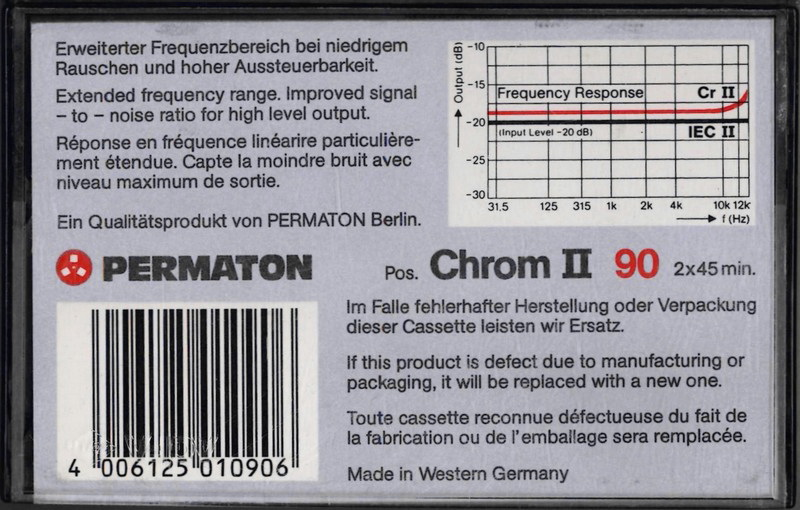 Erweiterter Frequenzbereich bei niedrigem
Rauschen und hoher Aussteuerbarkeit.
Extended frequency range. Improved signal
– to – noise ratio for high level output.
Réponse en fréquence linéarire particulière-
ment étendue. Capte la moindre bruit avec
niveau maximum de sortie.
Ein Qualitätsprodukt von PERMATON Berlin.
Output (dB)
-10
-15
-20
-25
-30
Frequency Response
Cr II
(Input Level -20 dB)
IEC II
31.5 125 315 1k 2k 4k 10k 12k
f (Hz)
PERMATON
Pos. Chrom II 90 2x45 min.
Im Falle fehlerhafter Herstellung oder Verpackung
dieser Cassette leisten wir Ersatz.
If this product is defect due to manufacturing or
packaging, it will be replaced with a new one.
Toute cassette reconnue défectueuse du fait de
la fabrication ou de l'emballage sera remplacée.
Made in Western Germany
4 006125 010906